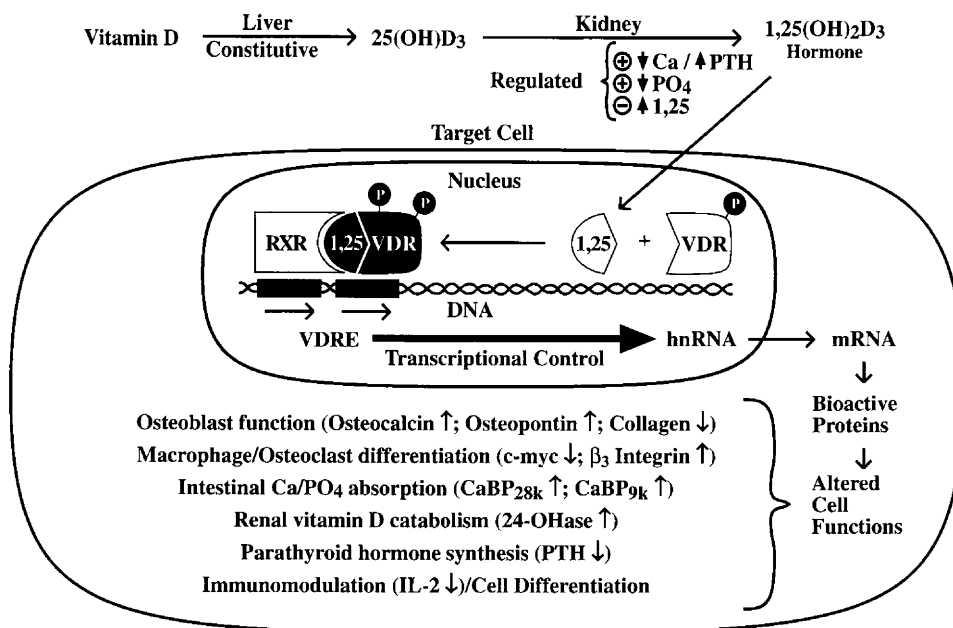 Vitamin D
Liver
Constitutive
25(OH)D3
Kidney
1,25(OH)2D3
Hormone
Regulated
⊕ ↓ Ca / ↑ PTH
⊕ ↓ PO4
⊖ ↑ 1,25
Target Cell
Nucleus
P
P
P
RXR
1,25
VDR
1,25
+
VDR
DNA
VDRE
Transcriptional Control
hnRNA
mRNA
Bioactive
Proteins
Altered
Cell
Functions
Osteoblast function (Osteocalcin ↑; Osteopontin ↑; Collagen ↓)
Macrophage/Osteoclast differentiation (c-myc ↓; β3 Integrin ↑)
Intestinal Ca/PO4 absorption (CaBP28k ↑; CaBP9k ↑)
Renal vitamin D catabolism (24-OHase ↑)
Parathyroid hormone synthesis (PTH ↓)
Immunomodulation (IL-2 ↓)/Cell Differentiation